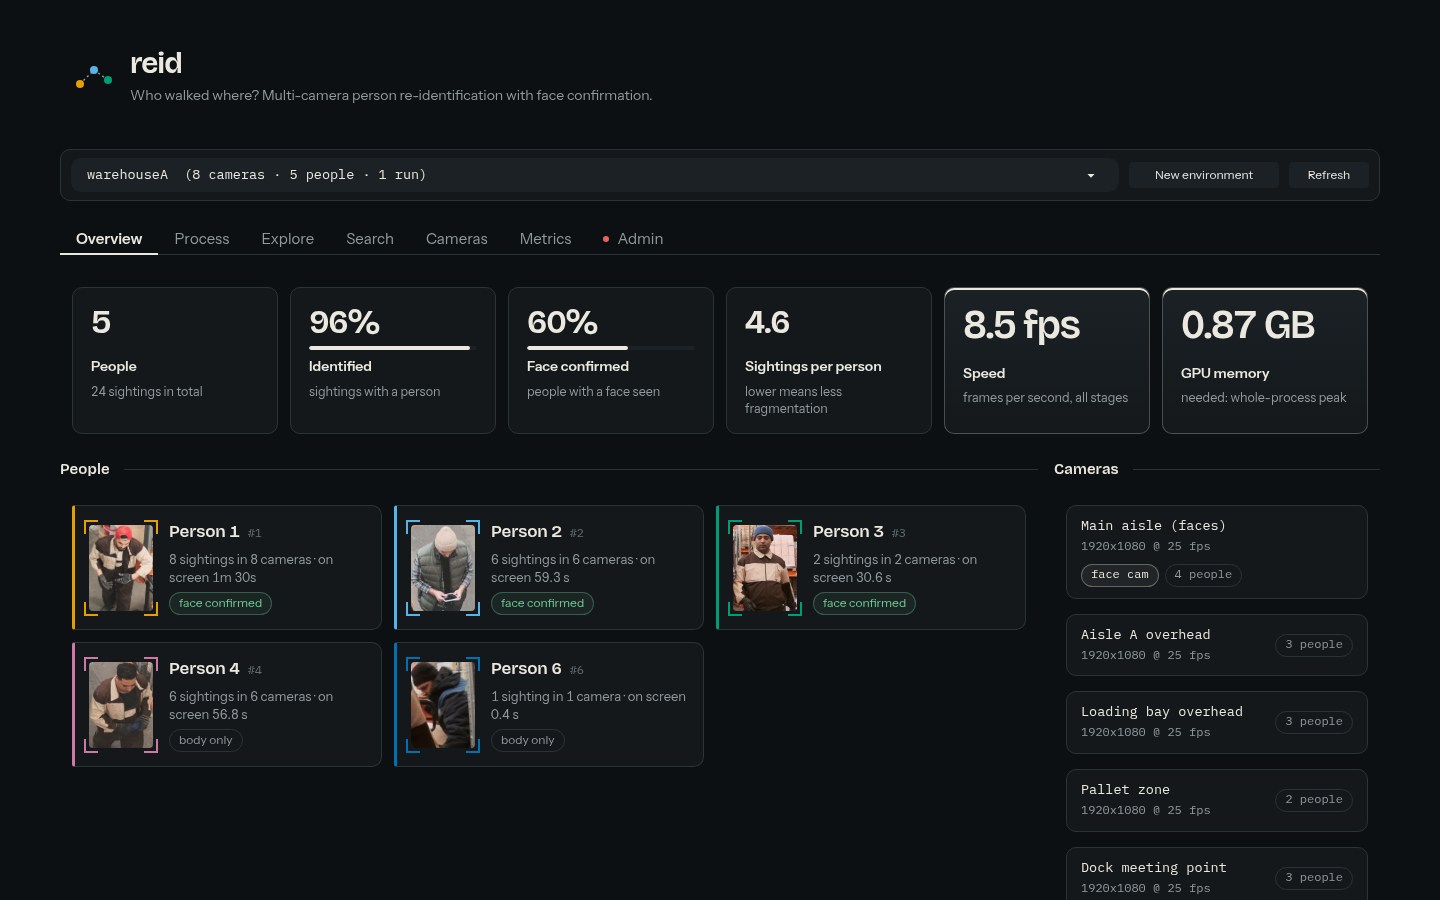 reid
Who walked where? Multi-camera person re-identification with face confirmation.
warehouseA (8 cameras · 5 people · 1 run)
New environment
Refresh
Overview
Process
Explore
Search
Cameras
Metrics
Admin
5
People
24 sightings in total
96%
Identified
sightings with a person
60%
Face confirmed
people with a face seen
4.6
Sightings per person
lower means less
fragmentation
8.5 fps
Speed
frames per second, all stages
0.87 GB
GPU memory
needed: whole-process peak
People
Person 1 #1
8 sightings in 8 cameras · on
screen 1m 30s
face confirmed
Person 2 #2
6 sightings in 6 cameras · on
screen 59.3 s
face confirmed
Person 3 #3
2 sightings in 2 cameras · on
screen 30.6 s
face confirmed
Person 4 #4
6 sightings in 6 cameras · on
screen 56.8 s
body only
Person 6 #6
1 sighting in 1 camera · on screen
0.4 s
body only
Cameras
Main aisle (faces)
1920x1080 @ 25 fps
face cam
4 people
Aisle A overhead
1920x1080 @ 25 fps
3 people
Loading bay overhead
1920x1080 @ 25 fps
3 people
Pallet zone
1920x1080 @ 25 fps
2 people
Dock meeting point
1920x1080 @ 25 fps
3 people